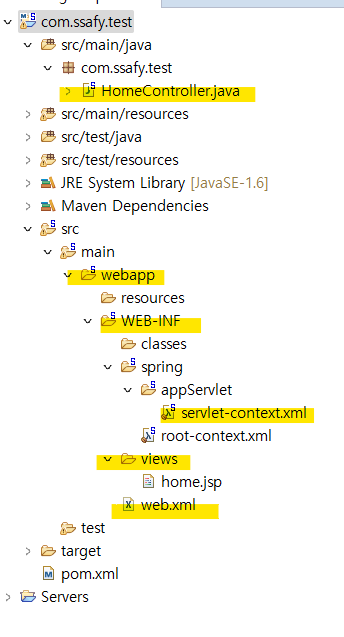 com.ssafy.test
src/main/java
com.ssafy.test
HomeController.java
src/main/resources
src/test/java
src/test/resources
JRE System Library [JavaSE-1.6]
Maven Dependencies
src
main
webapp
resources
WEB-INF
classes
spring
appServlet
servlet-context.xml
root-context.xml
views
home.jsp
web.xml
test
target
pom.xml
Servers